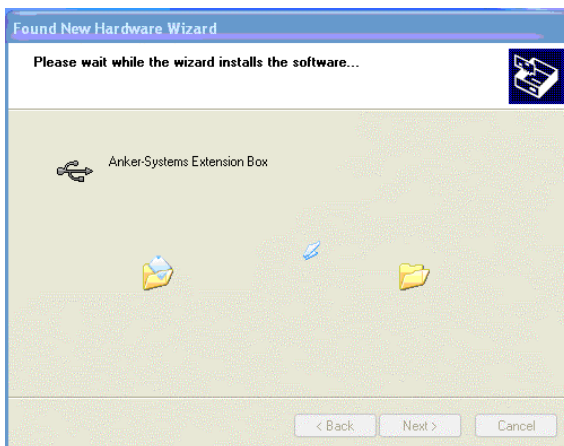 Found New Hardware Wizard
Please wait while the wizard installs the software...
Anker-Systems Extension Box
< Back
Next >
Cancel